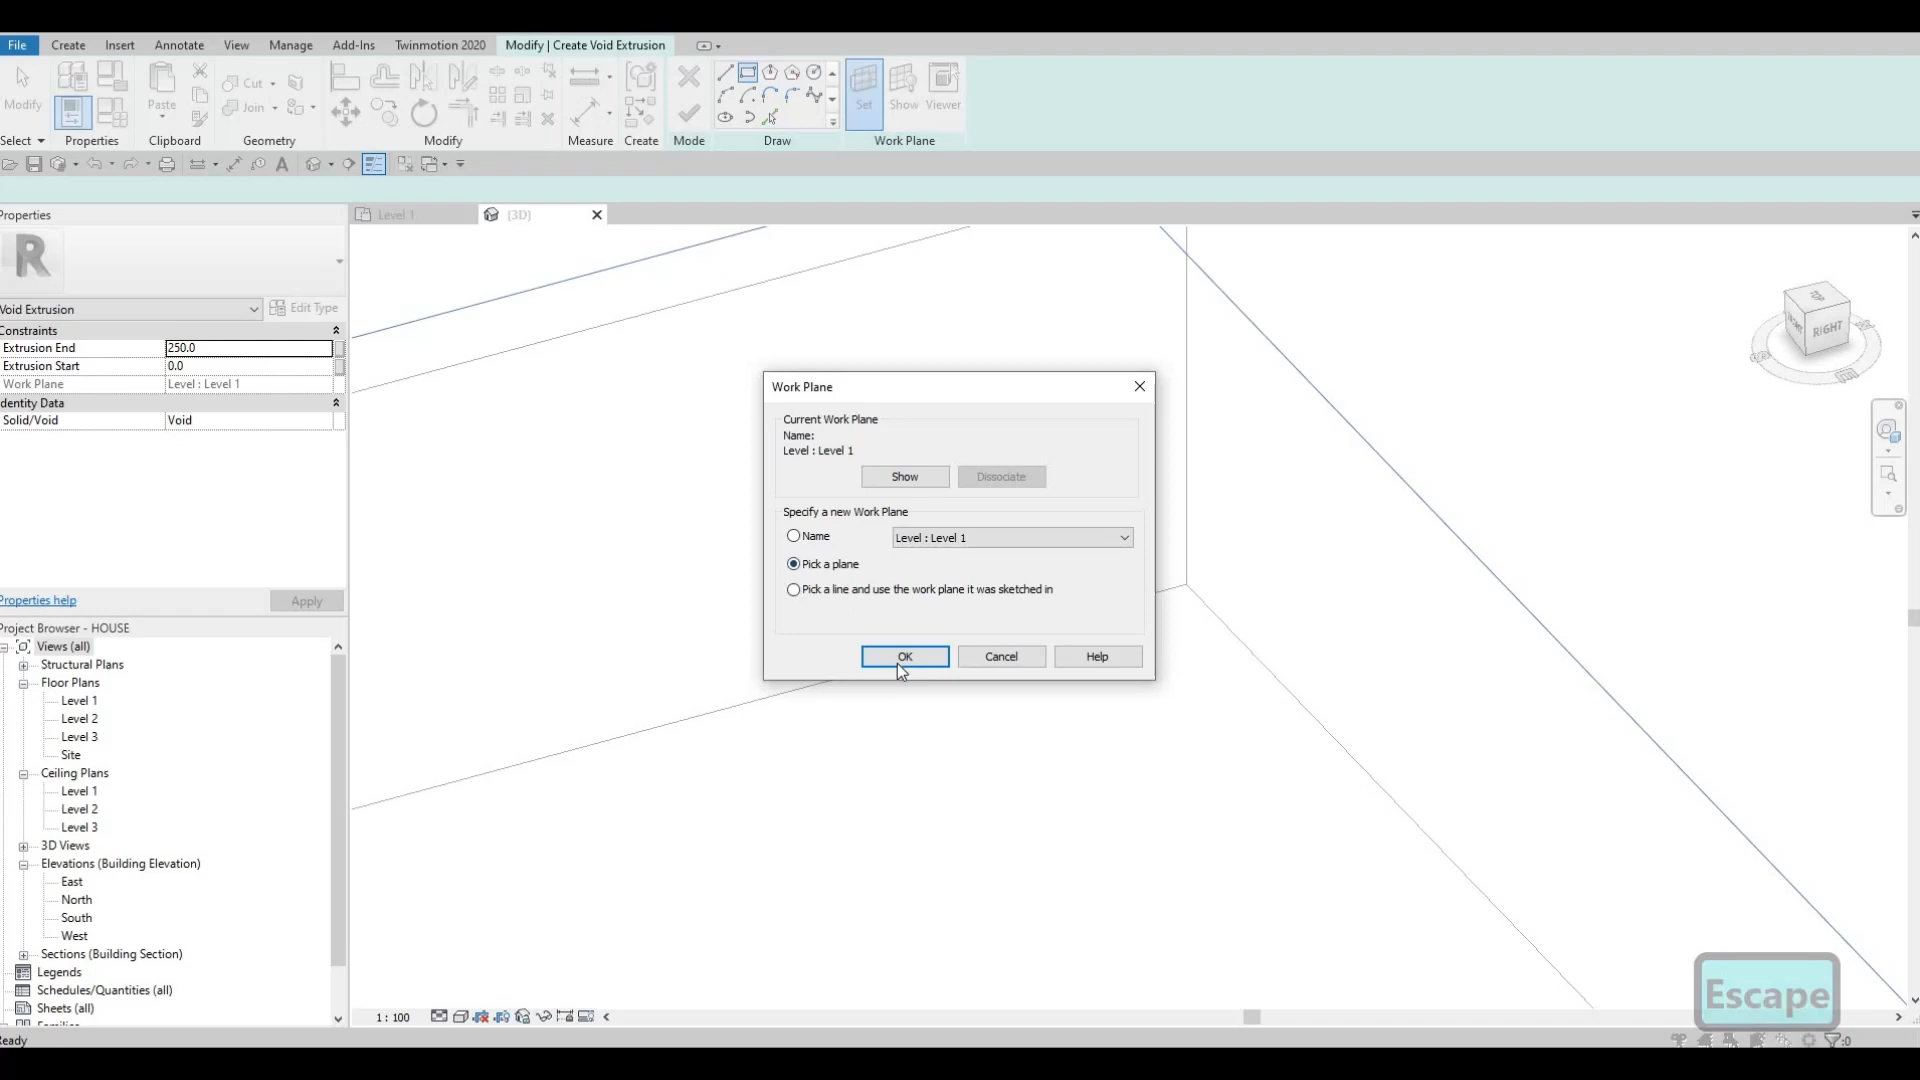 File Create Insert Annotate View Manage Add-Ins Twinmotion 2020 Modify | Create Void Extrusion
Cut
Join
Modify Paste Set Show Viewer
Select Properties Clipboard Geometry Modify Measure Create Mode Draw Work Plane
Properties
Level 1
{3D}
R
Void Extrusion
Edit Type
Constraints
Extrusion End 250.0
Extrusion Start 0.0
Work Plane Level : Level 1
Identity Data
Solid/Void Void
Properties help
Apply
Project Browser - HOUSE
Views (all)
Structural Plans
Floor Plans
Level 1
Level 2
Level 3
Site
Ceiling Plans
Level 1
Level 2
Level 3
3D Views
Elevations (Building Elevation)
East
North
South
West
Sections (Building Section)
Legends
Schedules/Quantities (all)
Sheets (all)
Ready
Work Plane
Current Work Plane
Name:
Level : Level 1
Show Dissociate
Specify a new Work Plane
Name Level : Level 1
Pick a plane
Pick a line and use the work plane it was sketched in
OK Cancel Help
RIGHT
1 : 100
Escape
:0